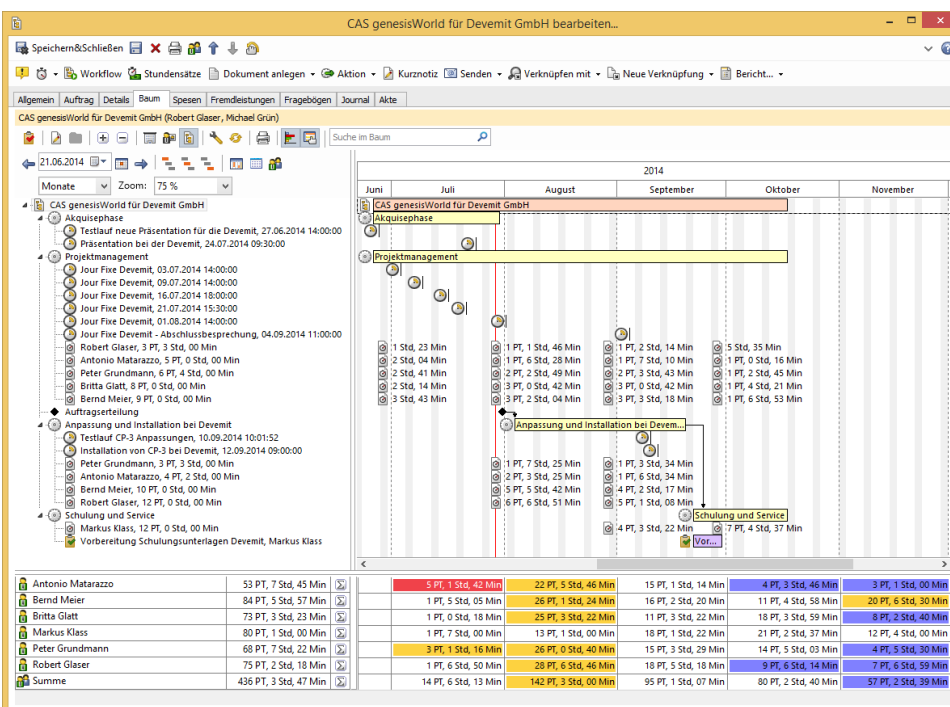 CAS genesisWorld für Devemit GmbH bearbeiten...
Speichern&Schließen
Workflow Stundensätze Dokument anlegen Aktion Kurznotiz Senden Verknüpfen mit Neue Verknüpfung Bericht...
Allgemein Auftrag Details Baum Spesen Fremdleistungen Fragebögen Journal Akte
CAS genesisWorld für Devemit GmbH (Robert Glaser, Michael Grün)
Suche im Baum
21.06.2014
Monate Zoom: 75 %
2014
Juni Juli August September Oktober November
CAS genesisWorld für Devemit GmbH CAS genesisWorld für Devemit GmbH
Akquisephase Akquisephase
Testlauf neue Präsentation für die Devemit, 27.06.2014 14:00:00
Präsentation bei der Devemit, 24.07.2014 09:30:00
Projektmanagement Projektmanagement
Jour Fixe Devemit, 03.07.2014 14:00:00
Jour Fixe Devemit, 09.07.2014 14:00:00
Jour Fixe Devemit, 16.07.2014 18:00:00
Jour Fixe Devemit, 21.07.2014 15:30:00
Jour Fixe Devemit, 01.08.2014 14:00:00
Jour Fixe Devemit - Abschlussbesprechung, 04.09.2014 11:00:00
Robert Glaser, 3 PT, 3 Std, 00 Min 1 Std, 23 Min 1 PT, 1 Std, 46 Min 1 PT, 2 Std, 14 Min 5 Std, 35 Min
Antonio Matarazzo, 5 PT, 0 Std, 00 Min 2 Std, 04 Min 1 PT, 6 Std, 28 Min 1 PT, 7 Std, 10 Min 1 PT, 0 Std, 16 Min
Peter Grundmann, 6 PT, 4 Std, 00 Min 2 Std, 41 Min 2 PT, 2 Std, 49 Min 2 PT, 3 Std, 43 Min 1 PT, 2 Std, 45 Min
Britta Glatt, 8 PT, 0 Std, 00 Min 2 Std, 14 Min 3 PT, 0 Std, 42 Min 3 PT, 0 Std, 42 Min 1 PT, 4 Std, 21 Min
Bernd Meier, 9 PT, 0 Std, 00 Min 3 Std, 43 Min 3 PT, 2 Std, 04 Min 3 PT, 3 Std, 18 Min 1 PT, 6 Std, 53 Min
Auftragserteilung
Anpassung und Installation bei Devemit Anpassung und Installation bei Devem...
Testlauf CP-3 Anpassungen, 10.09.2014 10:01:52
Installation von CP-3 bei Devemit, 12.09.2014 09:00:00
Peter Grundmann, 3 PT, 3 Std, 00 Min 1 PT, 7 Std, 25 Min 1 PT, 3 Std, 34 Min
Antonio Matarazzo, 4 PT, 2 Std, 00 Min 2 PT, 3 Std, 25 Min 1 PT, 6 Std, 34 Min
Bernd Meier, 10 PT, 0 Std, 00 Min 5 PT, 5 Std, 42 Min 4 PT, 2 Std, 17 Min
Robert Glaser, 12 PT, 0 Std, 00 Min 6 PT, 6 Std, 51 Min 5 PT, 1 Std, 08 Min
Schulung und Service Schulung und Service
Markus Klass, 12 PT, 0 Std, 00 Min 4 PT, 3 Std, 22 Min 7 PT, 4 Std, 37 Min
Vorbereitung Schulungsunterlagen Devemit, Markus Klass Vor...
Antonio Matarazzo 53 PT, 7 Std, 45 Min Σ 5 PT, 1 Std, 42 Min 22 PT, 5 Std, 46 Min 15 PT, 1 Std, 14 Min 4 PT, 3 Std, 46 Min 3 PT, 1 Std, 00 Min
Bernd Meier 84 PT, 5 Std, 57 Min Σ 1 PT, 5 Std, 05 Min 26 PT, 1 Std, 24 Min 16 PT, 2 Std, 20 Min 11 PT, 4 Std, 58 Min 20 PT, 6 Std, 30 Min
Britta Glatt 73 PT, 3 Std, 23 Min Σ 1 PT, 0 Std, 18 Min 25 PT, 3 Std, 22 Min 11 PT, 3 Std, 22 Min 18 PT, 3 Std, 59 Min 8 PT, 2 Std, 40 Min
Markus Klass 80 PT, 1 Std, 00 Min Σ 1 PT, 7 Std, 00 Min 13 PT, 1 Std, 00 Min 18 PT, 1 Std, 22 Min 21 PT, 2 Std, 37 Min 12 PT, 4 Std, 00 Min
Peter Grundmann 68 PT, 7 Std, 22 Min Σ 3 PT, 1 Std, 16 Min 26 PT, 0 Std, 40 Min 15 PT, 3 Std, 29 Min 14 PT, 5 Std, 03 Min 4 PT, 5 Std, 30 Min
Robert Glaser 75 PT, 2 Std, 18 Min Σ 1 PT, 6 Std, 50 Min 28 PT, 6 Std, 46 Min 18 PT, 5 Std, 18 Min 9 PT, 6 Std, 14 Min 7 PT, 6 Std, 59 Min
Summe 436 PT, 3 Std, 47 Min Σ 14 PT, 6 Std, 13 Min 142 PT, 3 Std, 00 Min 95 PT, 1 Std, 07 Min 80 PT, 2 Std, 40 Min 57 PT, 2 Std, 39 Min